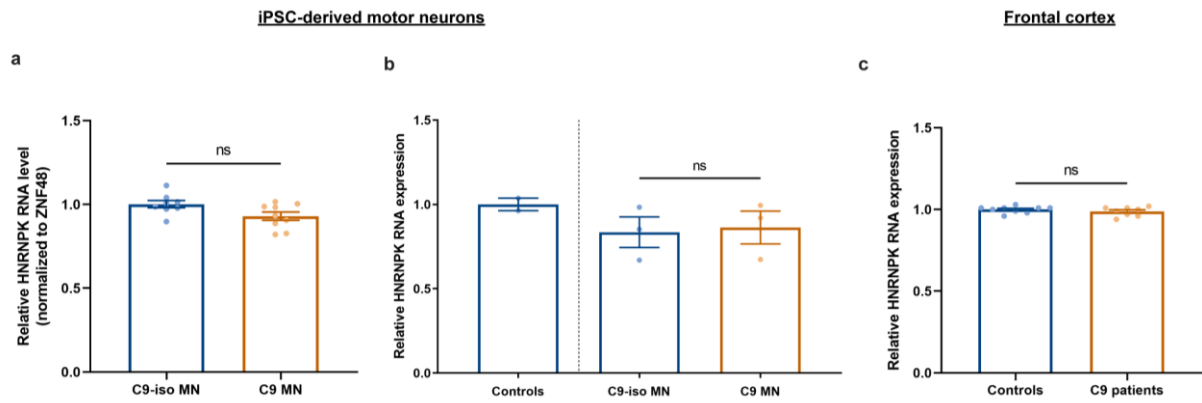 iPSC-derived motor neurons
Frontal cortex
a
Relative HNRNPK RNA level
(normalized to ZNF48)
1.5
1.0
0.5
0.0
ns
C9-iso MN
C9 MN
b
Relative HNRNPK RNA expression
1.5
1.0
0.5
0.0
ns
Controls
C9-iso MN
C9 MN
c
Relative HNRNPK RNA expression
1.5
1.0
0.5
0.0
ns
Controls
C9 patients